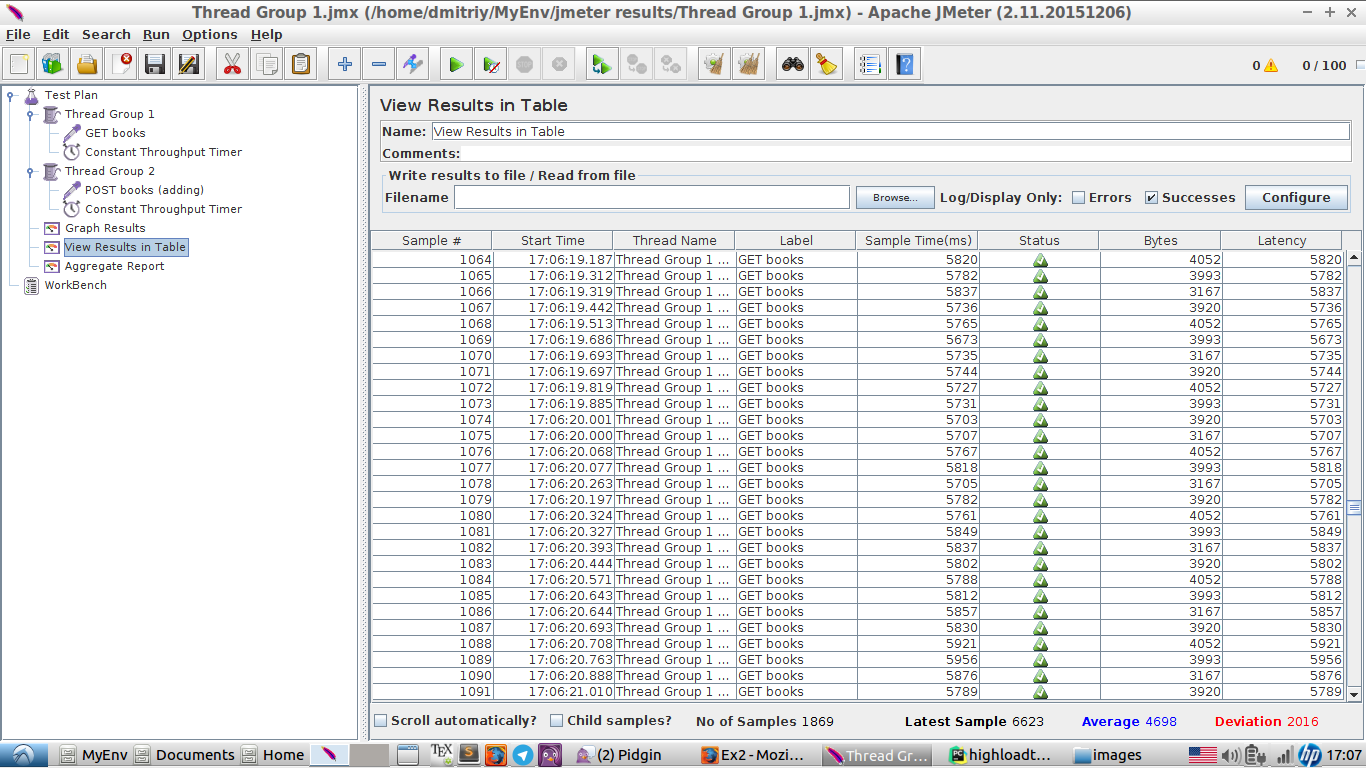 Thread Group 1.jmx (/home/dmitriy/MyEnv/jmeter results/Thread Group 1.jmx) - Apache JMeter (2.11.20151206)
File Edit Search Run Options Help
0 0 / 100
Test Plan
Thread Group 1
GET books
Constant Throughput Timer
Thread Group 2
POST books (adding)
Constant Throughput Timer
Graph Results
View Results in Table
Aggregate Report
WorkBench
View Results in Table
Name: View Results in Table
Comments:
Write results to file / Read from file
Filename Browse... Log/Display Only: Errors Successes Configure
Sample # Start Time Thread Name Label Sample Time(ms) Status Bytes Latency
1064 17:06:19.187 Thread Group 1 ... GET books 5820 4052 5820
1065 17:06:19.312 Thread Group 1 ... GET books 5782 3993 5782
1066 17:06:19.319 Thread Group 1 ... GET books 5837 3167 5837
1067 17:06:19.442 Thread Group 1 ... GET books 5736 3920 5736
1068 17:06:19.513 Thread Group 1 ... GET books 5765 4052 5765
1069 17:06:19.686 Thread Group 1 ... GET books 5673 3993 5673
1070 17:06:19.693 Thread Group 1 ... GET books 5735 3167 5735
1071 17:06:19.697 Thread Group 1 ... GET books 5744 3920 5744
1072 17:06:19.819 Thread Group 1 ... GET books 5727 4052 5727
1073 17:06:19.885 Thread Group 1 ... GET books 5731 3993 5731
1074 17:06:20.001 Thread Group 1 ... GET books 5703 3920 5703
1075 17:06:20.000 Thread Group 1 ... GET books 5707 3167 5707
1076 17:06:20.068 Thread Group 1 ... GET books 5767 4052 5767
1077 17:06:20.077 Thread Group 1 ... GET books 5818 3993 5818
1078 17:06:20.263 Thread Group 1 ... GET books 5705 3167 5705
1079 17:06:20.197 Thread Group 1 ... GET books 5782 3920 5782
1080 17:06:20.324 Thread Group 1 ... GET books 5761 4052 5761
1081 17:06:20.327 Thread Group 1 ... GET books 5849 3993 5849
1082 17:06:20.393 Thread Group 1 ... GET books 5837 3167 5837
1083 17:06:20.444 Thread Group 1 ... GET books 5802 3920 5802
1084 17:06:20.571 Thread Group 1 ... GET books 5788 4052 5788
1085 17:06:20.643 Thread Group 1 ... GET books 5812 3993 5812
1086 17:06:20.644 Thread Group 1 ... GET books 5857 3167 5857
1087 17:06:20.693 Thread Group 1 ... GET books 5830 3920 5830
1088 17:06:20.708 Thread Group 1 ... GET books 5921 4052 5921
1089 17:06:20.763 Thread Group 1 ... GET books 5956 3993 5956
1090 17:06:20.888 Thread Group 1 ... GET books 5876 3167 5876
1091 17:06:21.010 Thread Group 1 ... GET books 5789 3920 5789
Scroll automatically? Child samples? No of Samples 1869 Latest Sample 6623 Average 4698 Deviation 2016
MyEnv Documents Home TEX S (2) Pidgin Ex2 - Mozi... Thread Gr... highloadt... images hp 17:07